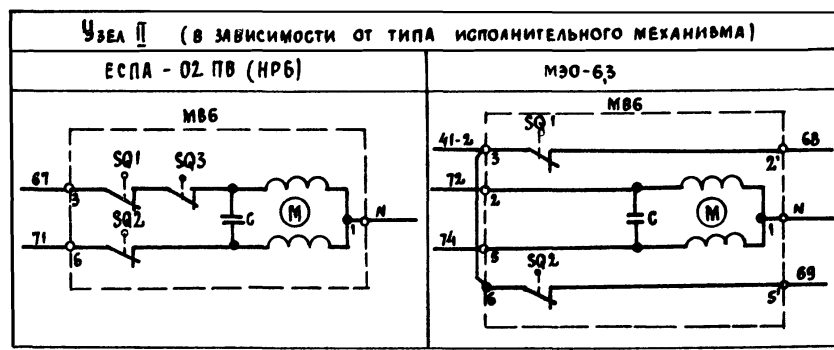 Узел II (в зависимости от типа исполнительного механизма)
ЕСПА - 02 ПВ (НРБ)
МЭО-6,3
МВ6
SQ1 SQ3
67
3
C
M
1
N
SQ2
71
6
МВ6
SQ1
41-2
3
2'
68
72
2
C
M
1
N
74
5
SQ2
6
5'
69